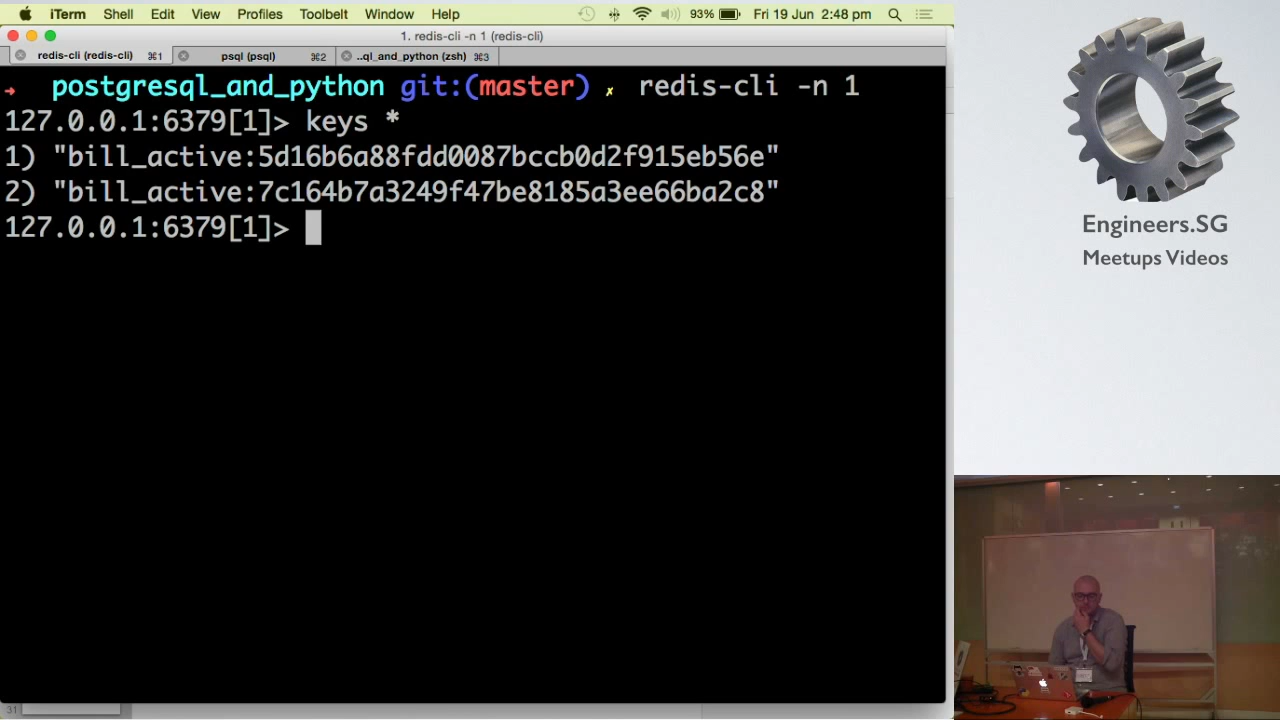 iTerm Shell Edit View Profiles Toolbelt Window Help 93% Fri 19 Jun 2:48 pm
1. redis-cli -n 1 (redis-cli)
redis-cli (redis-cli) ⌘1 psql (psql) ⌘2 ..ql_and_python (zsh) ⌘3
→ postgresql_and_python git:(master) ✗ redis-cli -n 1
127.0.0.1:6379[1]> keys *
1) "bill_active:5d16b6a88fdd0087bccb0d2f915eb56e"
2) "bill_active:7c164b7a3249f47be8185a3ee66ba2c8"
127.0.0.1:6379[1]>
31
Engineers.SG
Meetups Videos